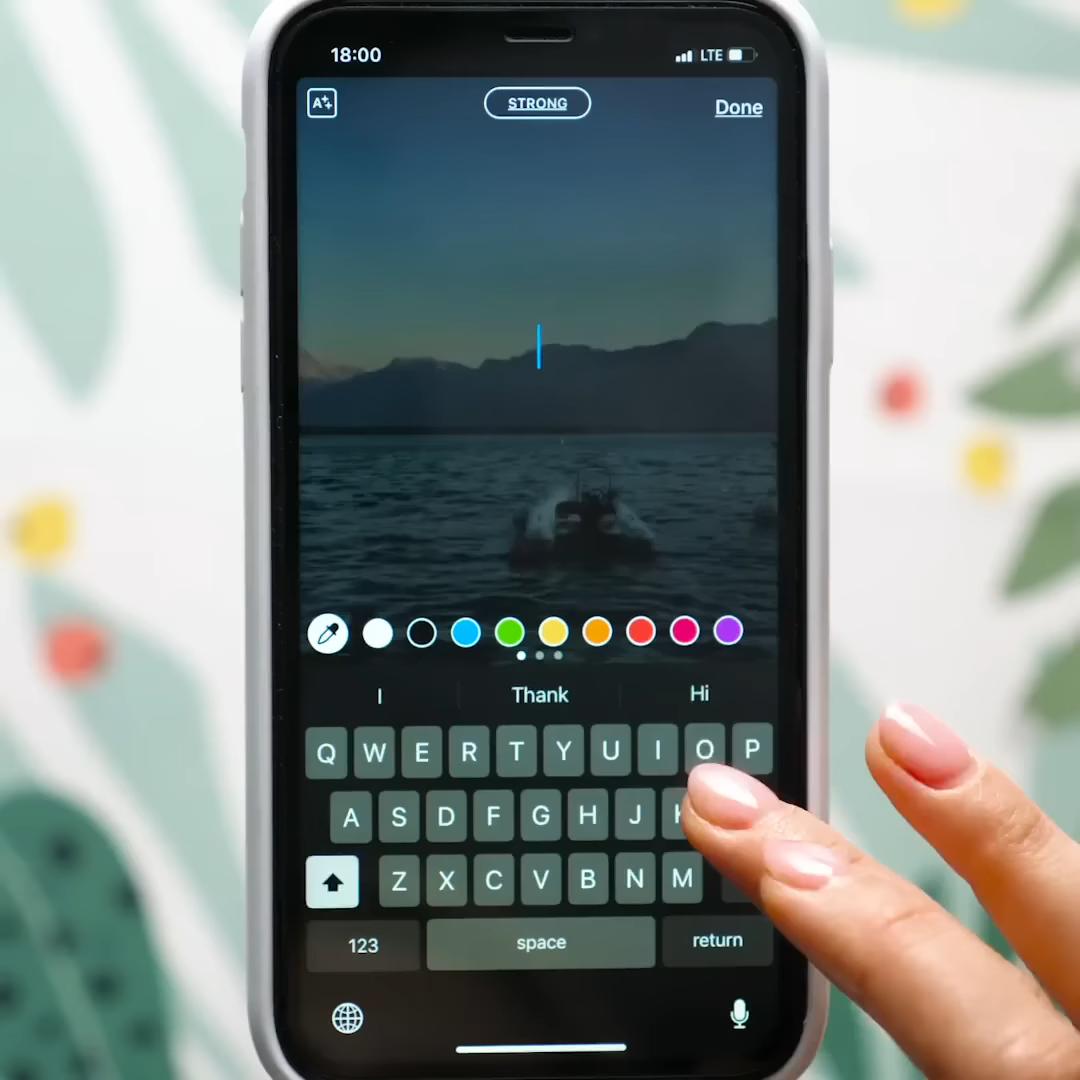 18:00 LTE
A STRONG Done
I Thank Hi
Q W E R T Y U I O P
A S D F G H J
Z X C V B N M
123 space return